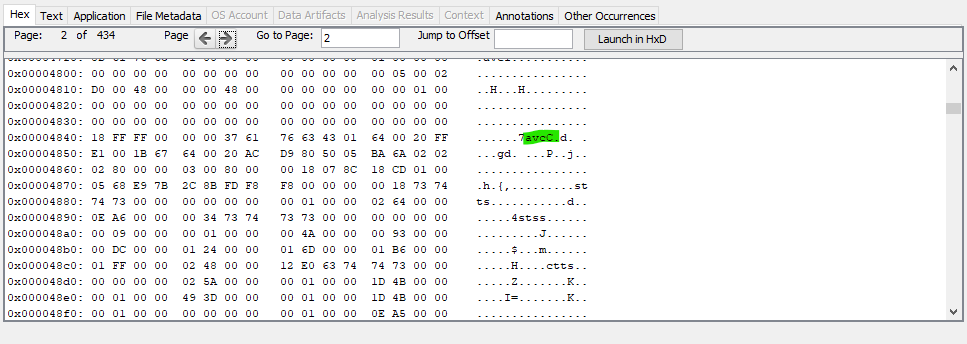 Hex Text Application File Metadata OS Account Data Artifacts Analysis Results Context Annotations Other Occurrences
Page: 2 of 434 Page Go to Page: 2 Jump to Offset Launch in HxD
0x00004800: 00 00 00 00 00 00 00 00 00 00 00 00 00 05 00 02 ................
0x00004810: D0 00 48 00 00 00 48 00 00 00 00 00 00 00 01 00 ..H...H.........
0x00004820: 00 00 00 00 00 00 00 00 00 00 00 00 00 00 00 00 ................
0x00004830: 00 00 00 00 00 00 00 00 00 00 00 00 00 00 00 00 ................
0x00004840: 18 FF FF 00 00 00 37 61 76 63 43 01 64 00 20 FF ......7avcC.d. .
0x00004850: E1 00 1B 67 64 00 20 AC D9 80 50 05 BA 6A 02 02 ...gd. ...P..j..
0x00004860: 02 80 00 00 03 00 80 00 00 18 07 8C 18 CD 01 00 ................
0x00004870: 05 68 E9 7B 2C 8B FD F8 F8 00 00 00 00 18 73 74 .h.{,.........st
0x00004880: 74 73 00 00 00 00 00 00 00 01 00 00 02 64 00 00 ts...........d..
0x00004890: 0E A6 00 00 00 34 73 74 73 73 00 00 00 00 00 00 .....4stss......
0x000048a0: 00 09 00 00 00 01 00 00 00 4A 00 00 00 93 00 00 .........J......
0x000048b0: 00 DC 00 00 01 24 00 00 01 6D 00 00 01 B6 00 00 .....$...m......
0x000048c0: 01 FF 00 00 02 48 00 00 12 E0 63 74 74 73 00 00 .....H....ctts..
0x000048d0: 00 00 00 00 02 5A 00 00 00 01 00 00 1D 4B 00 00 .....Z.......K..
0x000048e0: 00 01 00 00 49 3D 00 00 00 01 00 00 1D 4B 00 00 ....I=.......K..
0x000048f0: 00 01 00 00 00 00 00 00 00 01 00 00 0E A5 00 00 ................